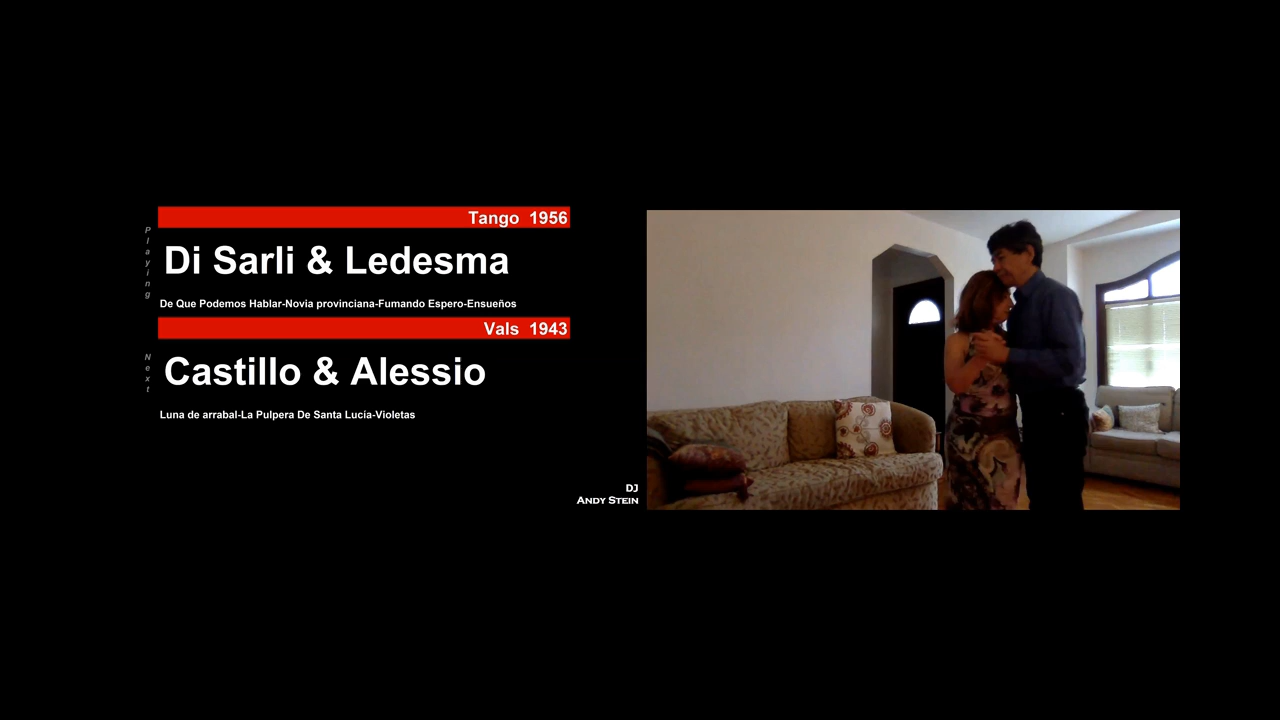 Tango 1956
Playing
Di Sarli & Ledesma
De Que Podemos Hablar-Novia provinciana-Fumando Espero-Ensueños
Vals 1943
Next
Castillo & Alessio
Luna de arrabal-La Pulpera De Santa Lucía-Violetas
DJ
ANDY STEIN